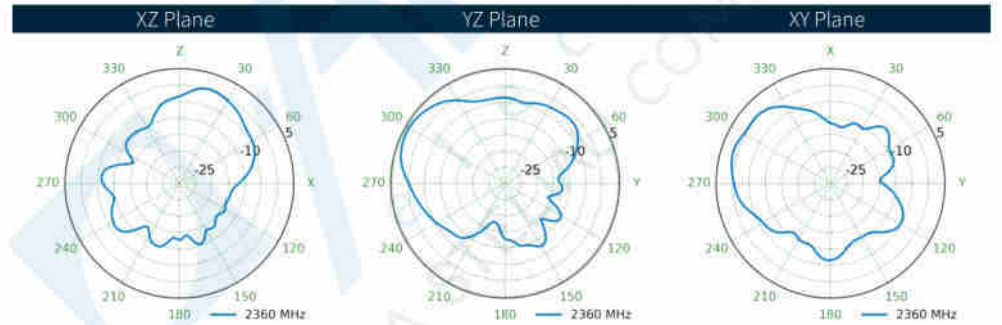 XZ Plane YZ Plane XY Plane
Z Z X
330 30 330 30 330 30
300 60 300 60 300 60
5 5 5
-10 -10 -10
-25 -25 -25
270 X 270 Y 270 Y
240 120 240 120 240 120
210 150 210 150 210 150
180 2360 MHz 180 2360 MHz 180 2360 MHz